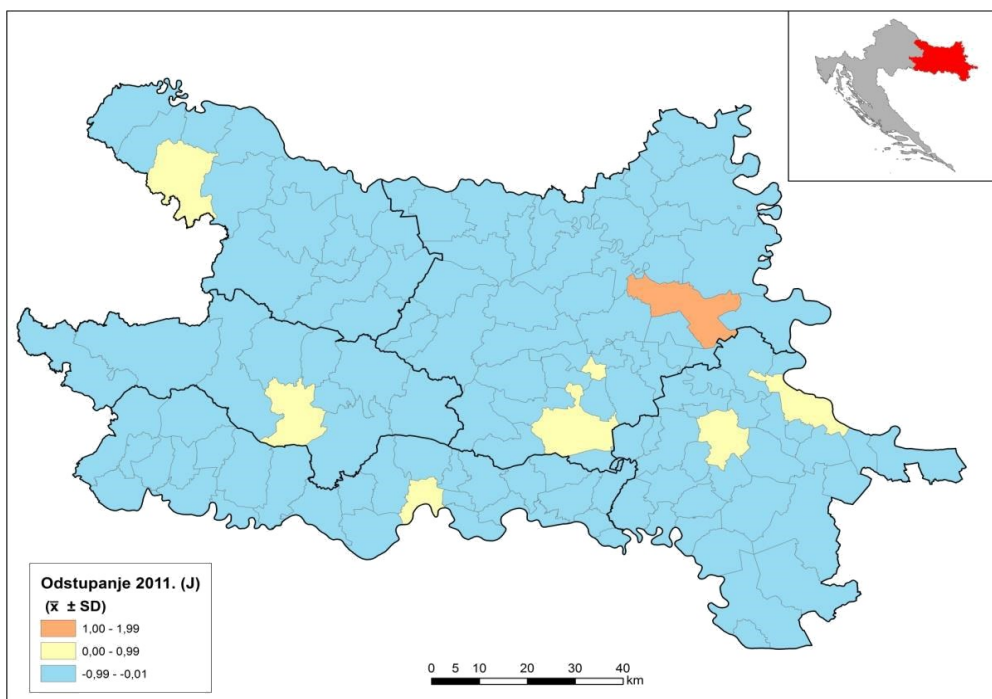 Odstupanje 2011. (J)
(x̅ ± SD)
1,00 - 1,99
0,00 - 0,99
-0,99 - -0,01
0 5 10 20 30 40
km